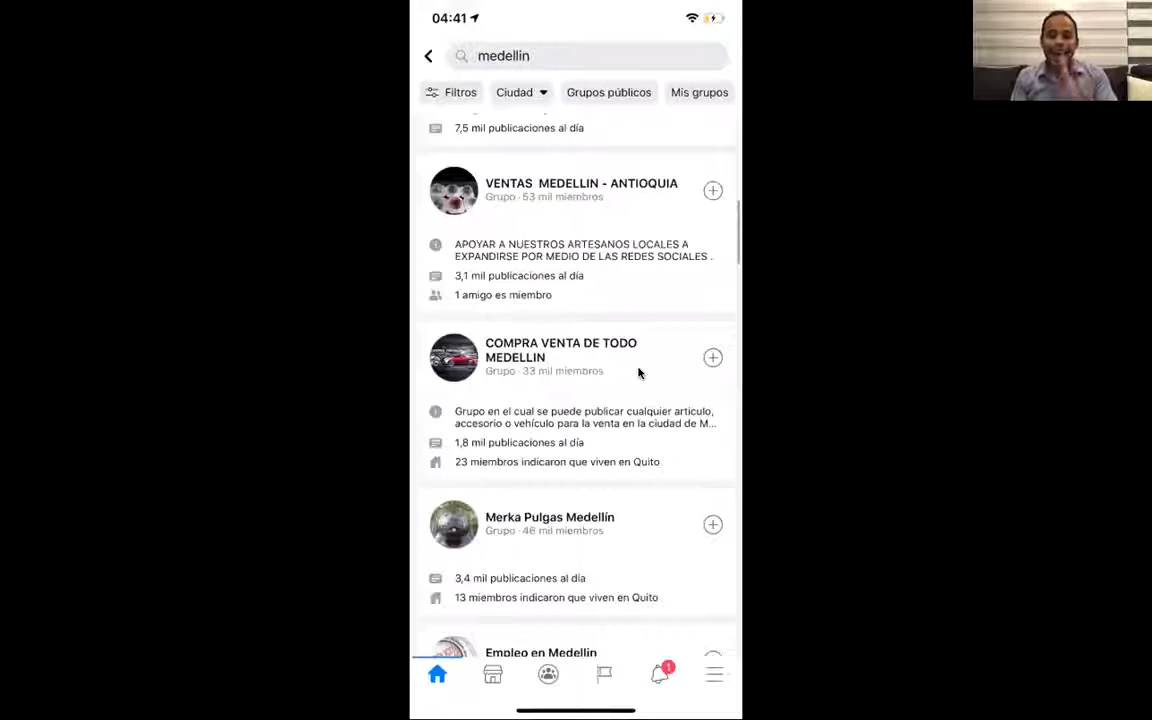 04:41
medellin
Filtros
Ciudad
Grupos públicos
Mis grupos
7,5 mil publicaciones al día
VENTAS MEDELLIN - ANTIOQUIA
Grupo · 53 mil miembros
APOYAR A NUESTROS ARTESANOS LOCALES A
EXPANDIRSE POR MEDIO DE LAS REDES SOCIALES .
3,1 mil publicaciones al día
1 amigo es miembro
COMPRA VENTA DE TODO
MEDELLIN
Grupo · 33 mil miembros
Grupo en el cual se puede publicar cualquier articulo,
accesorio o vehículo para la venta en la ciudad de M...
1,8 mil publicaciones al día
23 miembros indicaron que viven en Quito
Merka Pulgas Medellín
Grupo · 46 mil miembros
3,4 mil publicaciones al día
13 miembros indicaron que viven en Quito
Empleo en Medellin
1